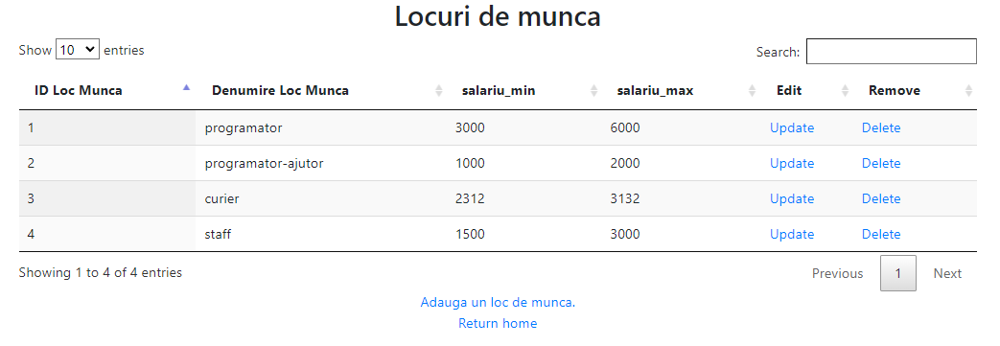 Locuri de munca
Show 10 entries Search:
ID Loc Munca Denumire Loc Munca salariu_min salariu_max Edit Remove
1 programator 3000 6000 Update Delete
2 programator-ajutor 1000 2000 Update Delete
3 curier 2312 3132 Update Delete
4 staff 1500 3000 Update Delete
Showing 1 to 4 of 4 entries Previous 1 Next
Adauga un loc de munca.
Return home